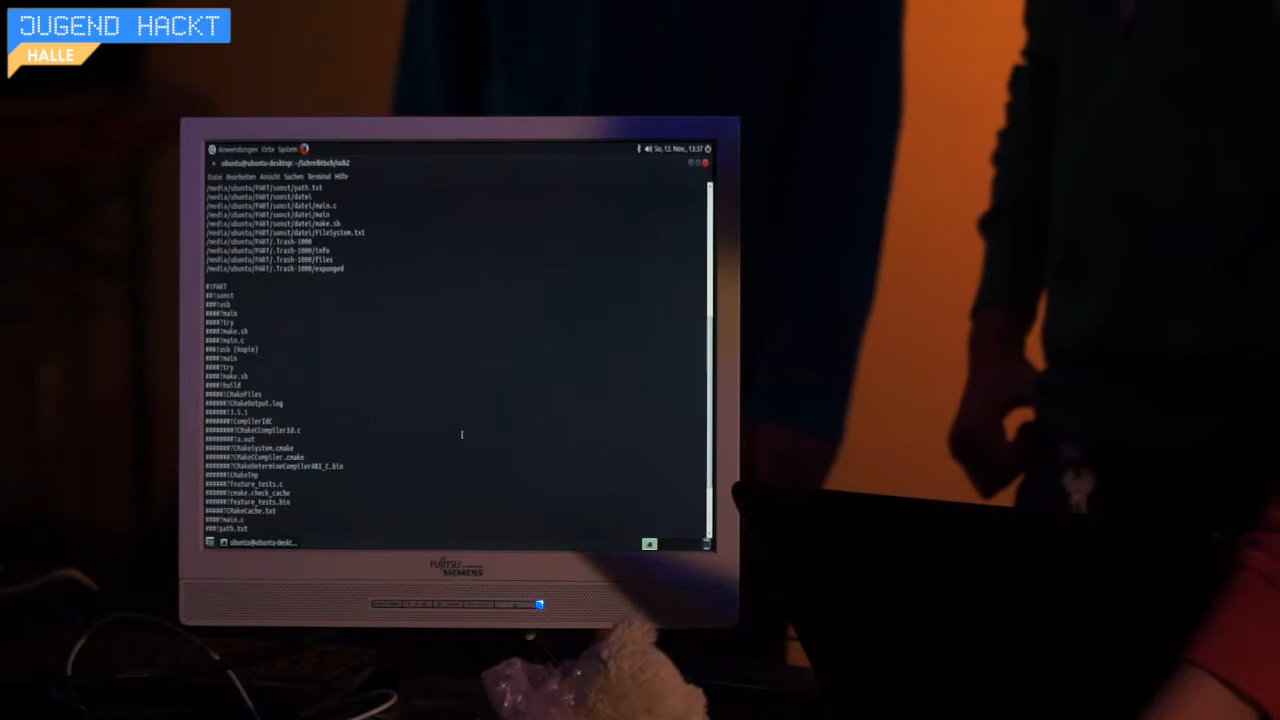 JUGEND HACKT
HALLE
Anwendungen Orte System
So, 12. Nov., 13:37
ubuntu@ubuntu-desktop: ~/Schreibtisch/usb2
Datei Bearbeiten Ansicht Suchen Terminal Hilfe
/media/ubuntu/PART/sonst/path.txt
/media/ubuntu/PART/sonst/datei
/media/ubuntu/PART/sonst/datei/main.c
/media/ubuntu/PART/sonst/datei/main
/media/ubuntu/PART/sonst/datei/make.sh
/media/ubuntu/PART/sonst/datei/FileSystem.txt
/media/ubuntu/PART/.Trash-1000
/media/ubuntu/PART/.Trash-1000/info
/media/ubuntu/PART/.Trash-1000/files
/media/ubuntu/PART/.Trash-1000/expunged
#!PART
##!sonst
###!usb
####?main
####?try
####?make.sh
####?main.c
###!usb (Kopie)
####?main
####?try
####?make.sh
####!build
#####!CMakeFiles
######?CMakeOutput.log
######!3.5.1
#######!CompilerIdC
########?CMakeCCompilerId.c
########?a.out
#######?CMakeSystem.cmake
#######?CMakeCCompiler.cmake
#######?CMakeDetermineCompilerABI_C.bin
######!CMakeTmp
######?feature_tests.c
######?cmake.check_cache
######?feature_tests.bin
#####?CMakeCache.txt
####?main.c
###?path.txt
ubuntu@ubuntu-deskt...
FUJITSU
SIEMENS